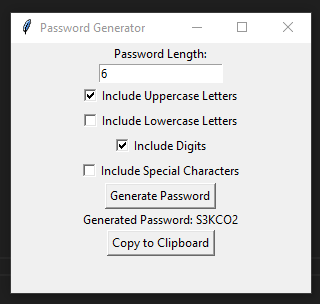 Password Generator
Password Length:
6
Include Uppercase Letters
Include Lowercase Letters
Include Digits
Include Special Characters
Generate Password
Generated Password: S3KCO2
Copy to Clipboard